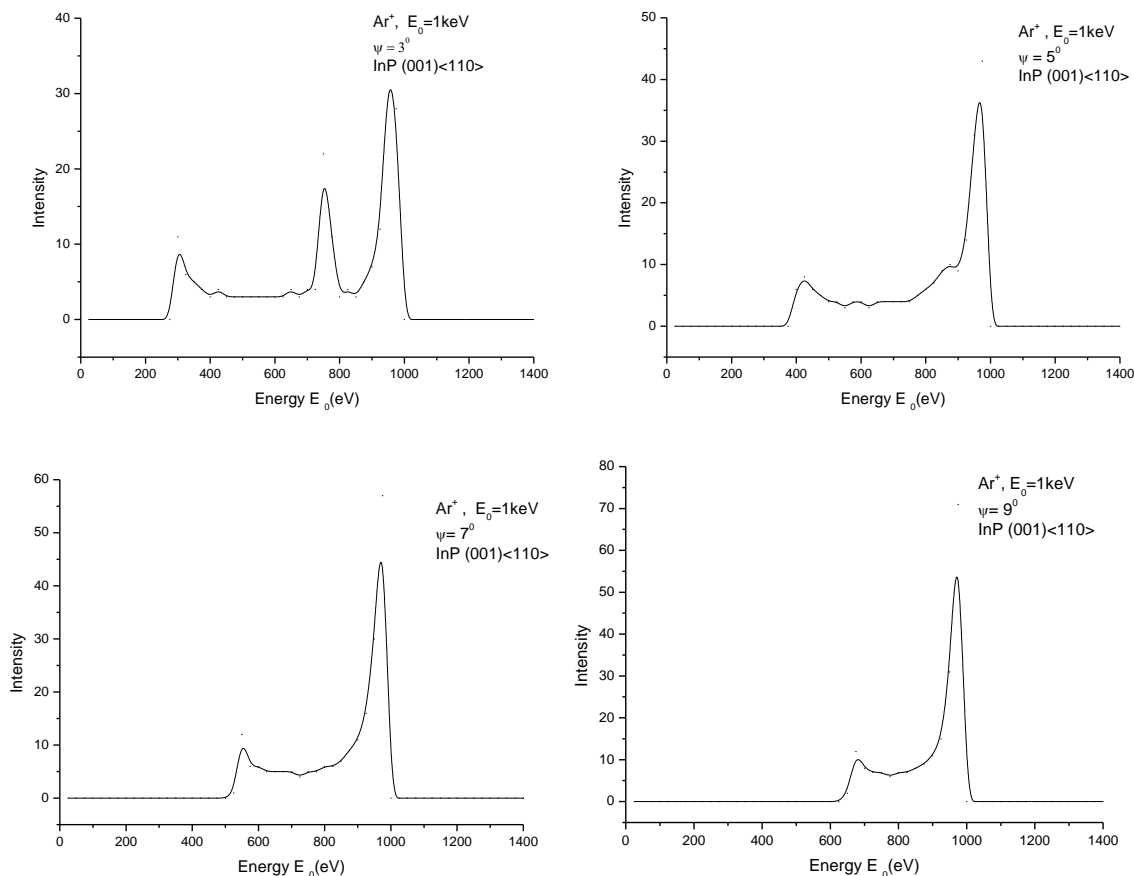 40
30
20
10
0
Intensity
0 200 400 600 800 1000 1200 1400
Energy E₀(eV)
Ar⁺, E₀=1keV
ψ = 3⁰
InP (001)<110>
50
40
30
20
10
0
Intensity
0 200 400 600 800 1000 1200 1400
Energy E₀(eV)
Ar⁺ , E₀=1keV
ψ = 5⁰
InP (001)<110>
60
50
40
30
20
10
0
Intensity
0 200 400 600 800 1000 1200 1400
Energy E₀(eV)
Ar⁺ , E₀=1keV
ψ= 7⁰
InP (001)<110>
80
70
60
50
40
30
20
10
0
Intensity
0 200 400 600 800 1000 1200 1400
Energy E₀(eV)
Ar⁺, E₀=1keV
ψ= 9⁰
InP (001)<110>